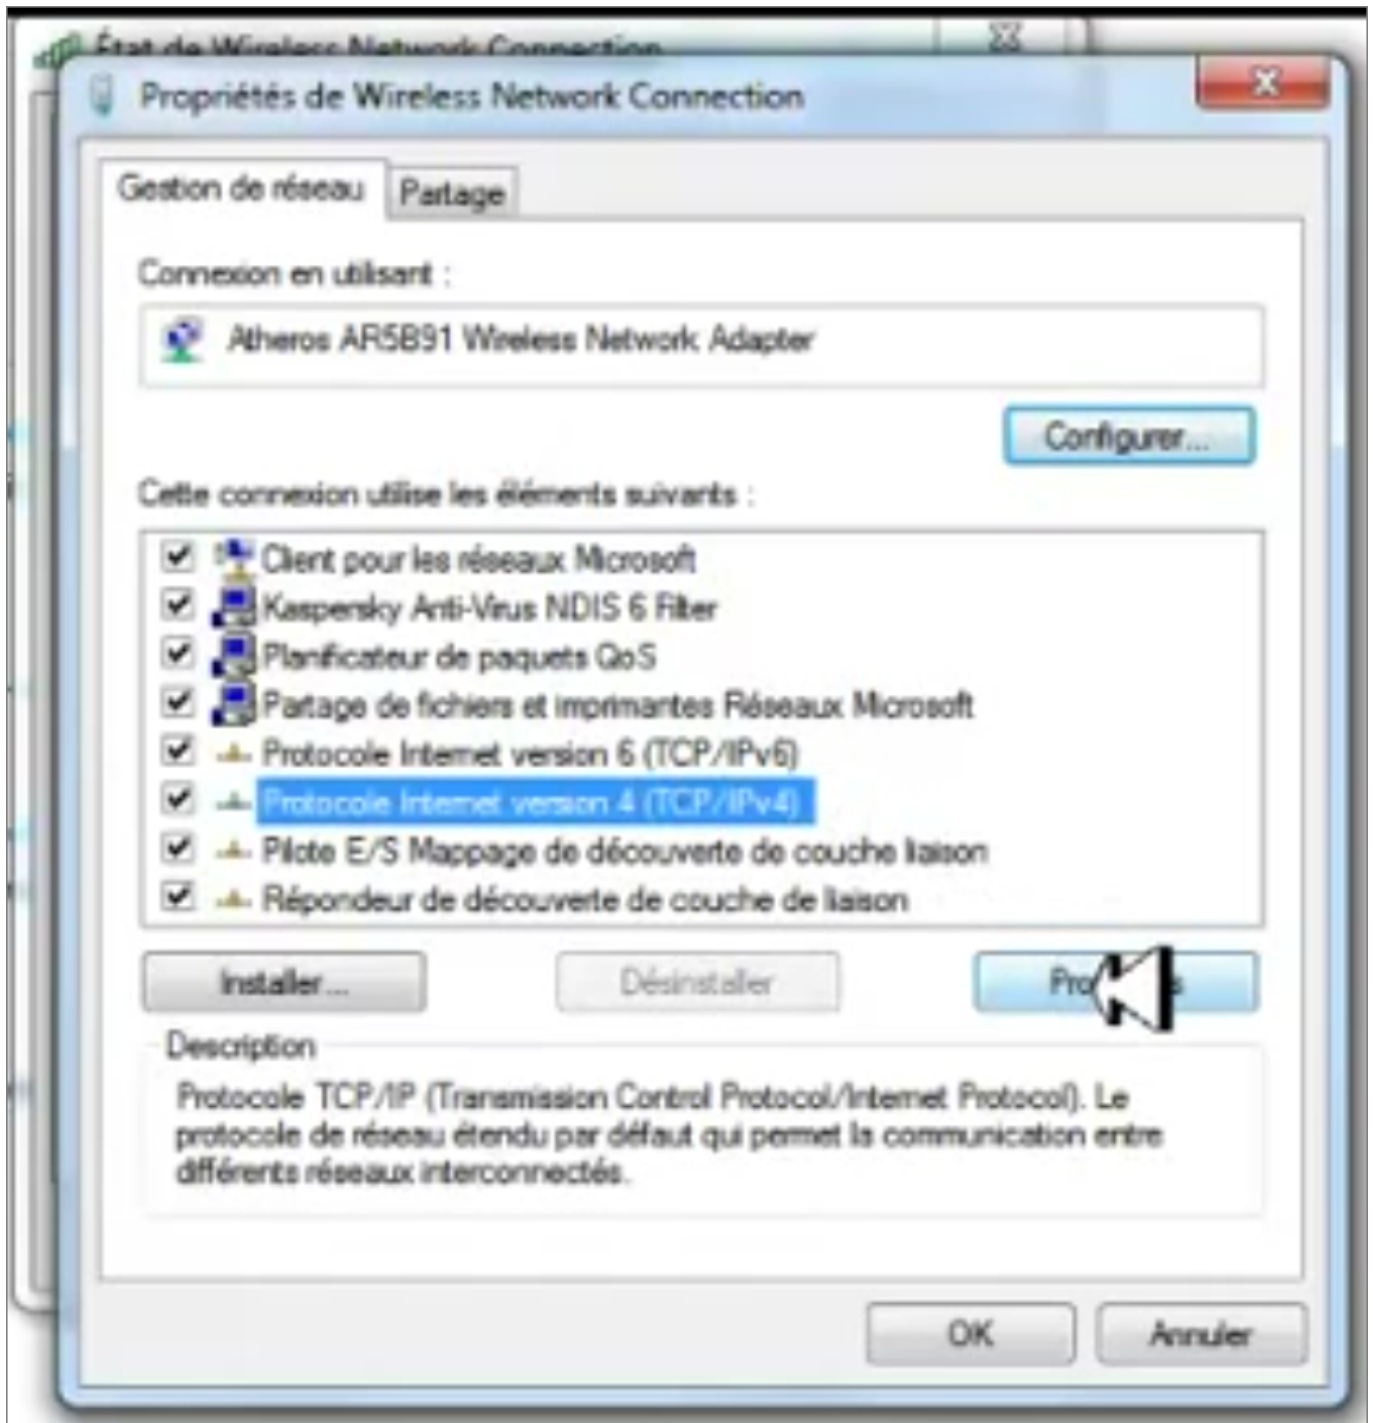 État de Wireless Network Connection
Propriétés de Wireless Network Connection
Gestion de réseau
Partage
Connexion en utilisant :
Atheros AR5B91 Wireless Network Adapter
Configurer...
Cette connexion utilise les éléments suivants :
Client pour les réseaux Microsoft
Kaspersky Anti-Virus NDIS 6 Filter
Planificateur de paquets QoS
Partage de fichiers et imprimantes Réseaux Microsoft
Protocole Internet version 6 (TCP/IPv6)
Protocole Internet version 4 (TCP/IPv4)
Pilote E/S Mappage de découverte de couche liaison
Répondeur de découverte de couche de liaison
Installer...
Désinstaller
Description
Protocole TCP/IP (Transmission Control Protocol/Internet Protocol). Le
protocole de réseau étendu par défaut qui permet la communication entre
différents réseaux interconnectés.
OK
Annuler